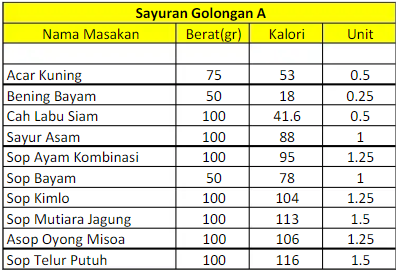 Sayuran Golongan A
Nama Masakan Berat(gr) Kalori Unit
Acar Kuning 75 53 0.5
Bening Bayam 50 18 0.25
Cah Labu Siam 100 41.6 0.5
Sayur Asam 100 88 1
Sop Ayam Kombinasi 100 95 1.25
Sop Bayam 50 78 1
Sop Kimlo 100 104 1.25
Sop Mutiara Jagung 100 113 1.5
Asop Oyong Misoa 100 106 1.25
Sop Telur Putuh 100 116 1.5